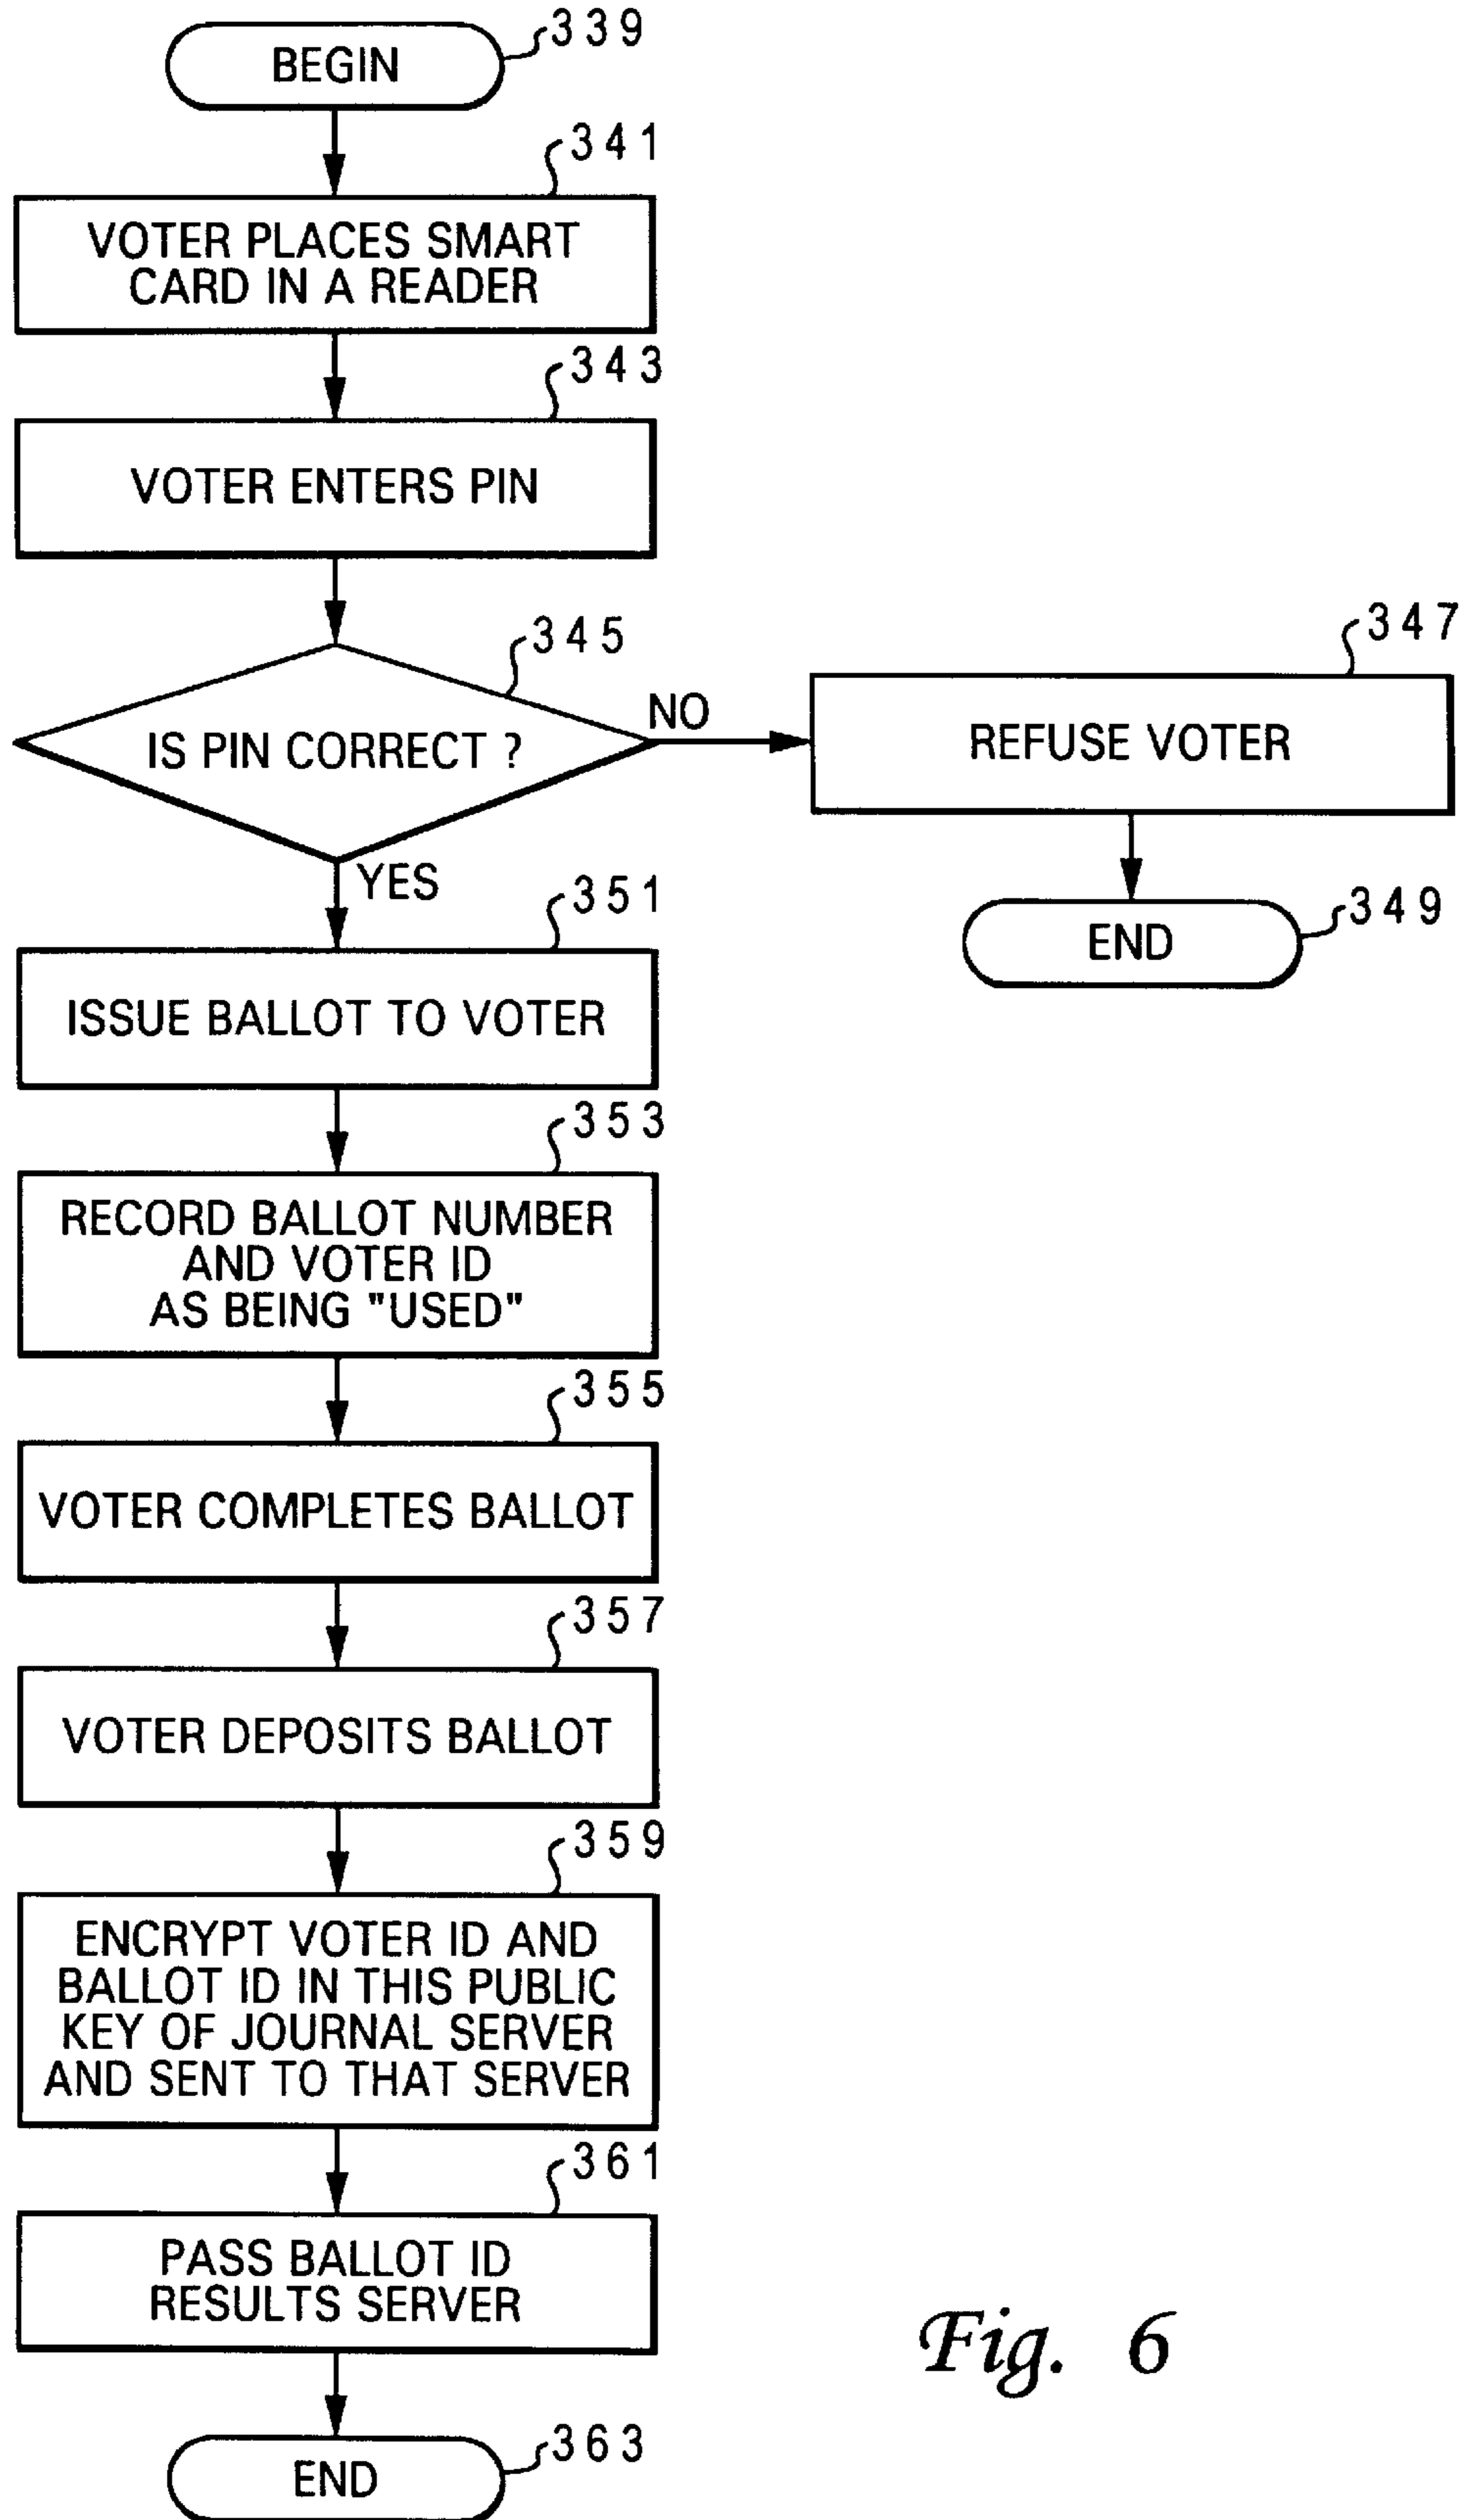 339
BEGIN
341
VOTER PLACES SMART
CARD IN A READER
343
VOTER ENTERS PIN
345
IS PIN CORRECT ?
NO
347
REFUSE VOTER
349
END
YES
351
ISSUE BALLOT TO VOTER
353
RECORD BALLOT NUMBER
AND VOTER ID
AS BEING "USED"
355
VOTER COMPLETES BALLOT
357
VOTER DEPOSITS BALLOT
359
ENCRYPT VOTER ID AND
BALLOT ID IN THIS PUBLIC
KEY OF JOURNAL SERVER
AND SENT TO THAT SERVER
361
PASS BALLOT ID
RESULTS SERVER
363
END
Fig. 6